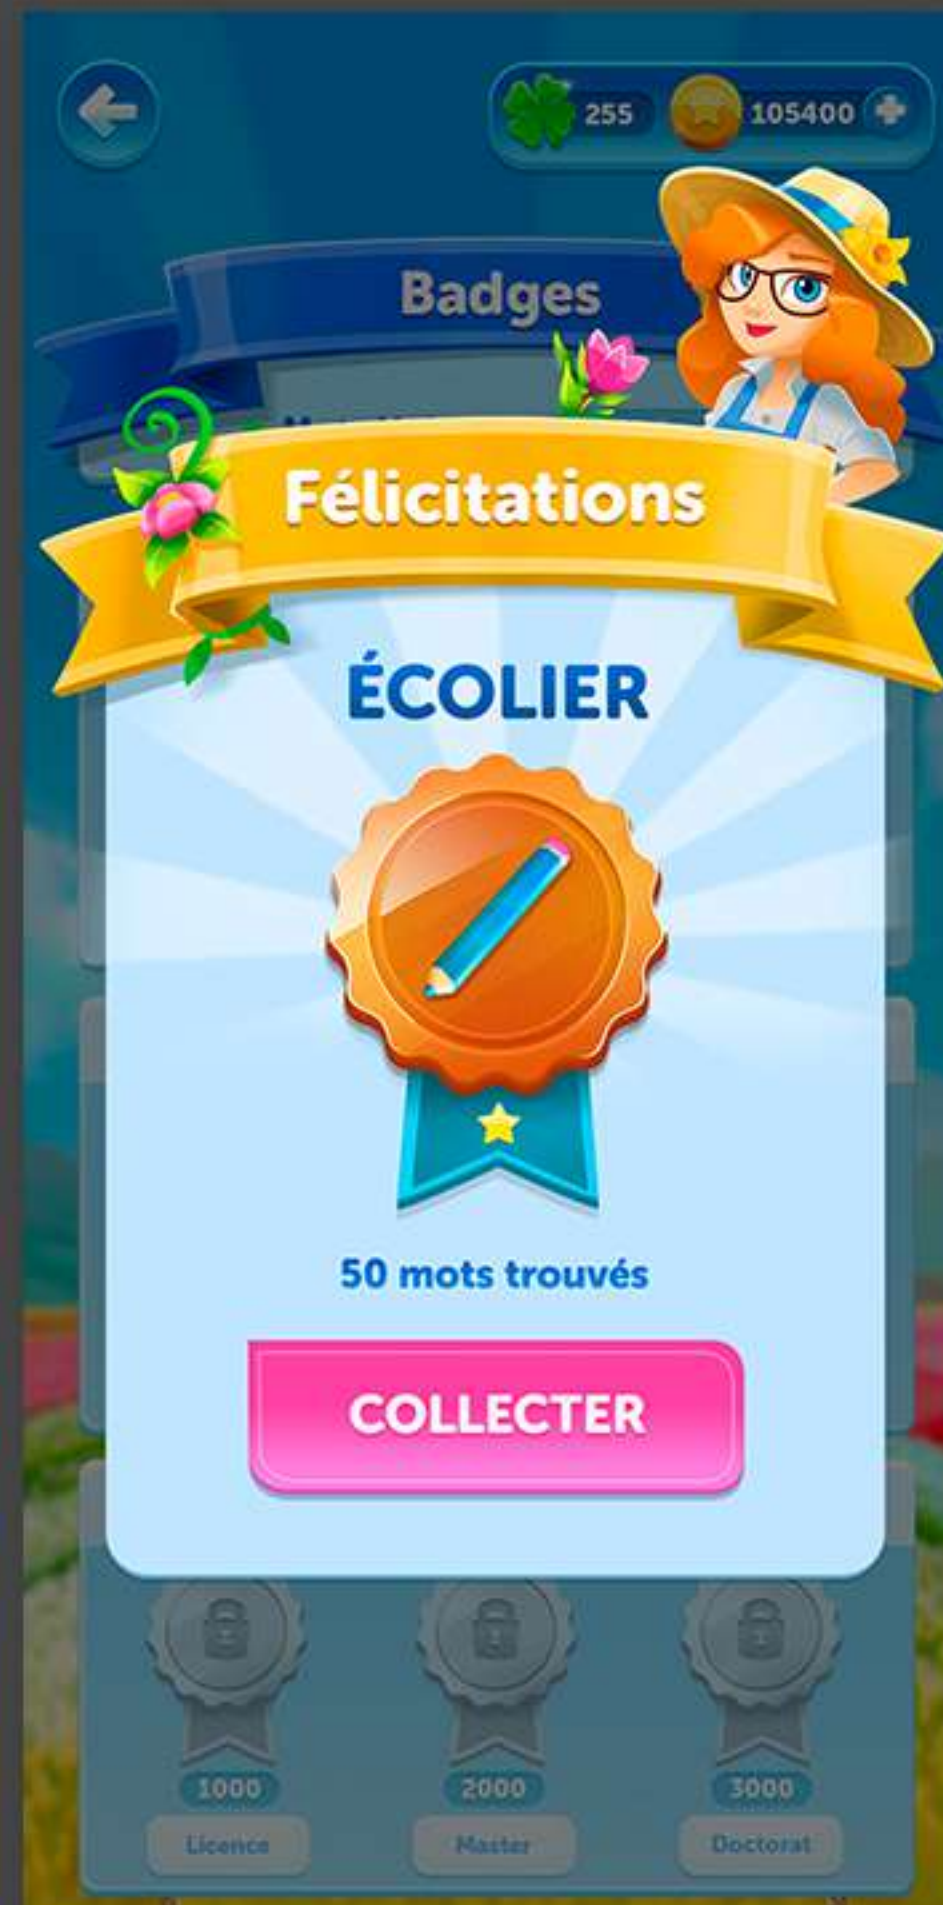 255 105400
Badges
Félicitations
ÉCOLIER
50 mots trouvés
COLLECTER
1000 2000 3000
Licence Master Doctorat